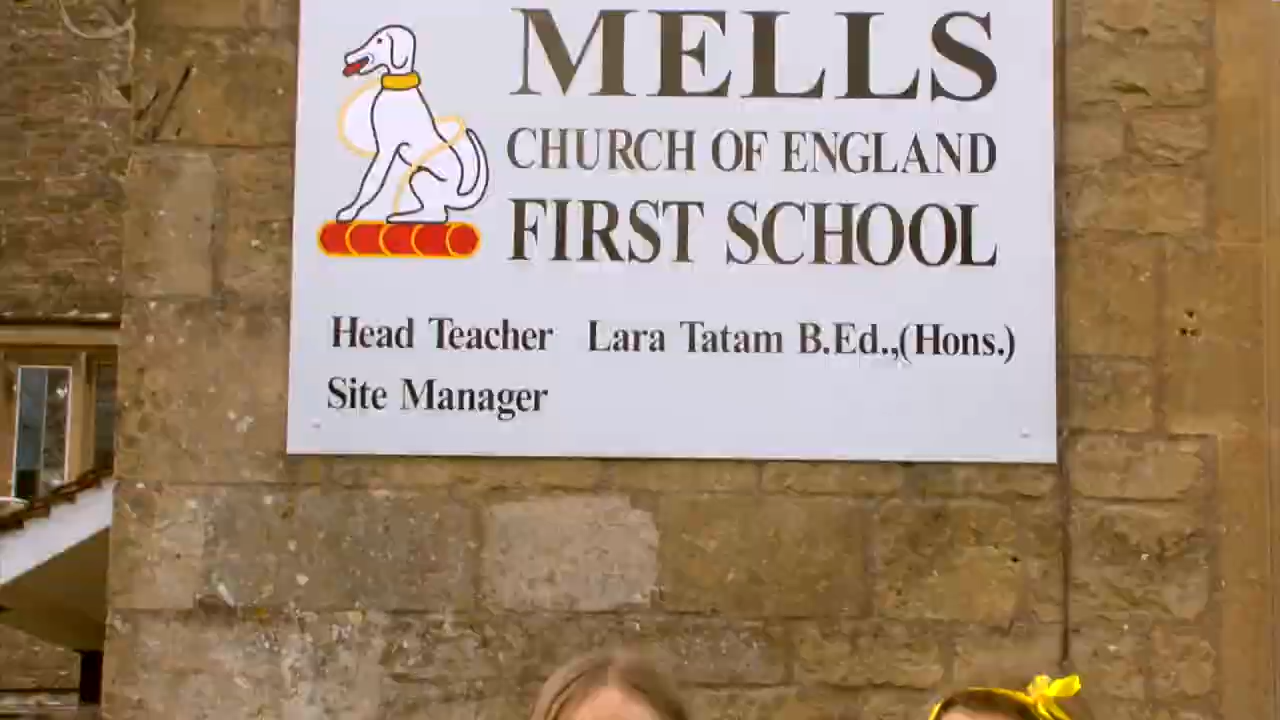 MELLS
CHURCH OF ENGLAND
FIRST SCHOOL
Head Teacher Lara Tatam B.Ed.,(Hons.)
Site Manager